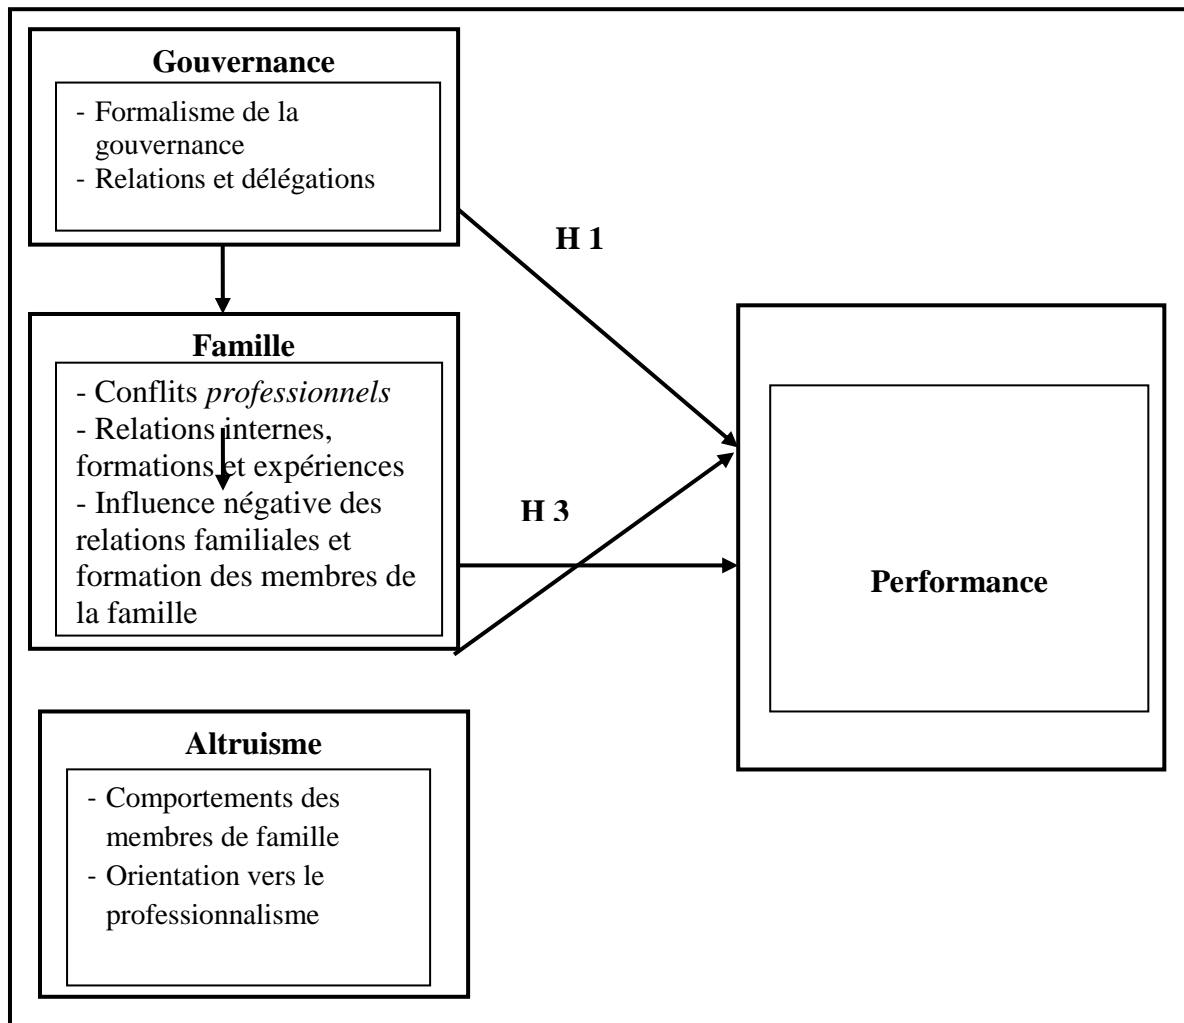 Gouvernance
- Formalisme de la
gouvernance
- Relations et délégations
H 1
Famille
- Conflits professionnels
- Relations internes,
formations et expériences
- Influence négative des
relations familiales et
formation des membres de
la famille
H 3
Performance
Altruisme
- Comportements des
membres de famille
- Orientation vers le
professionnalisme